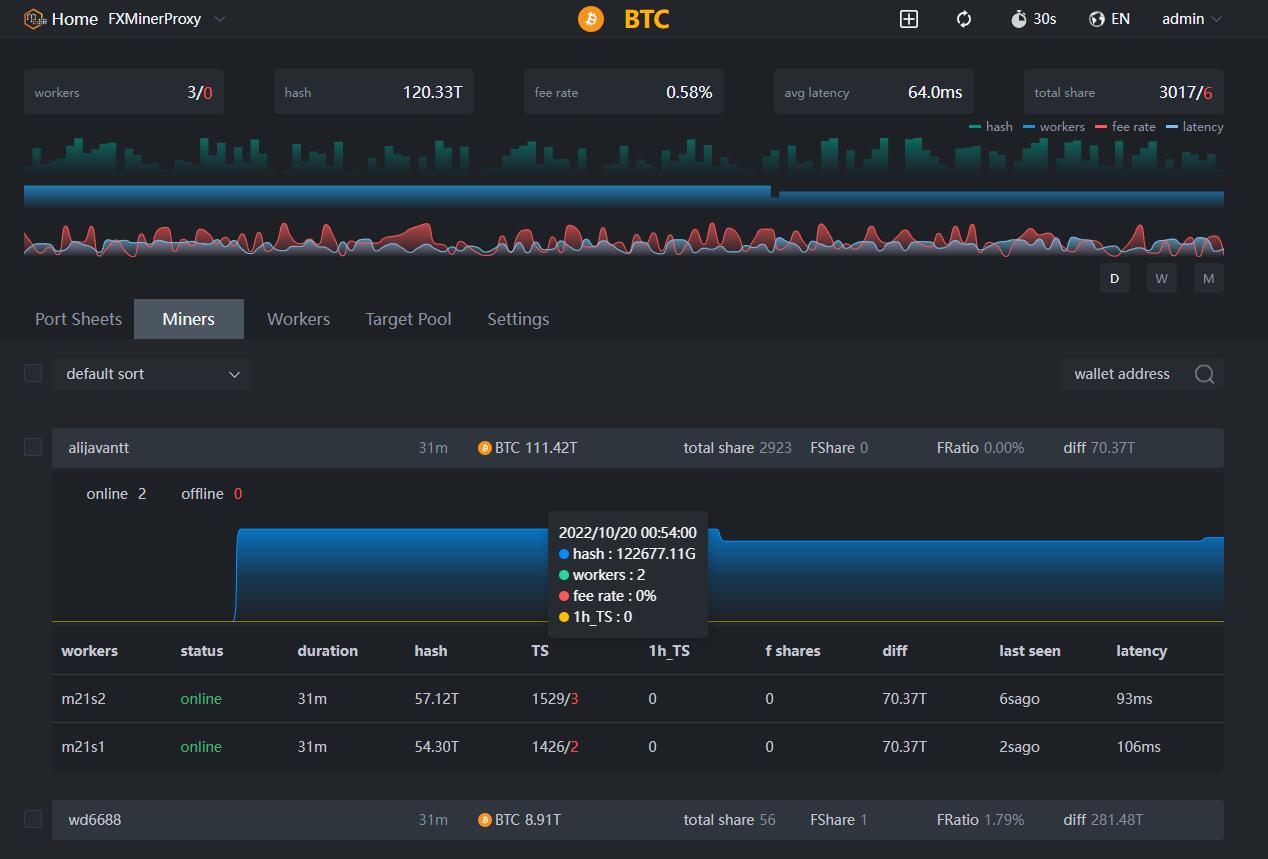 Home FXMinerProxy BTC 30s EN admin
workers 3/0 hash 120.33T fee rate 0.58% avg latency 64.0ms total share 3017/6
hash workers fee rate latency
D W M
Port Sheets Miners Workers Target Pool Settings
default sort wallet address
alijavantt 31m BTC 111.42T total share 2923 FShare 0 FRatio 0.00% diff 70.37T
online 2 offline 0
2022/10/20 00:54:00
hash : 122677.11G
workers : 2
fee rate : 0%
1h_TS : 0
workers status duration hash TS 1h_TS f shares diff last seen latency
m21s2 online 31m 57.12T 1529/3 0 0 70.37T 6sago 93ms
m21s1 online 31m 54.30T 1426/2 0 0 70.37T 2sago 106ms
wd6688 31m BTC 8.91T total share 56 FShare 1 FRatio 1.79% diff 281.48T